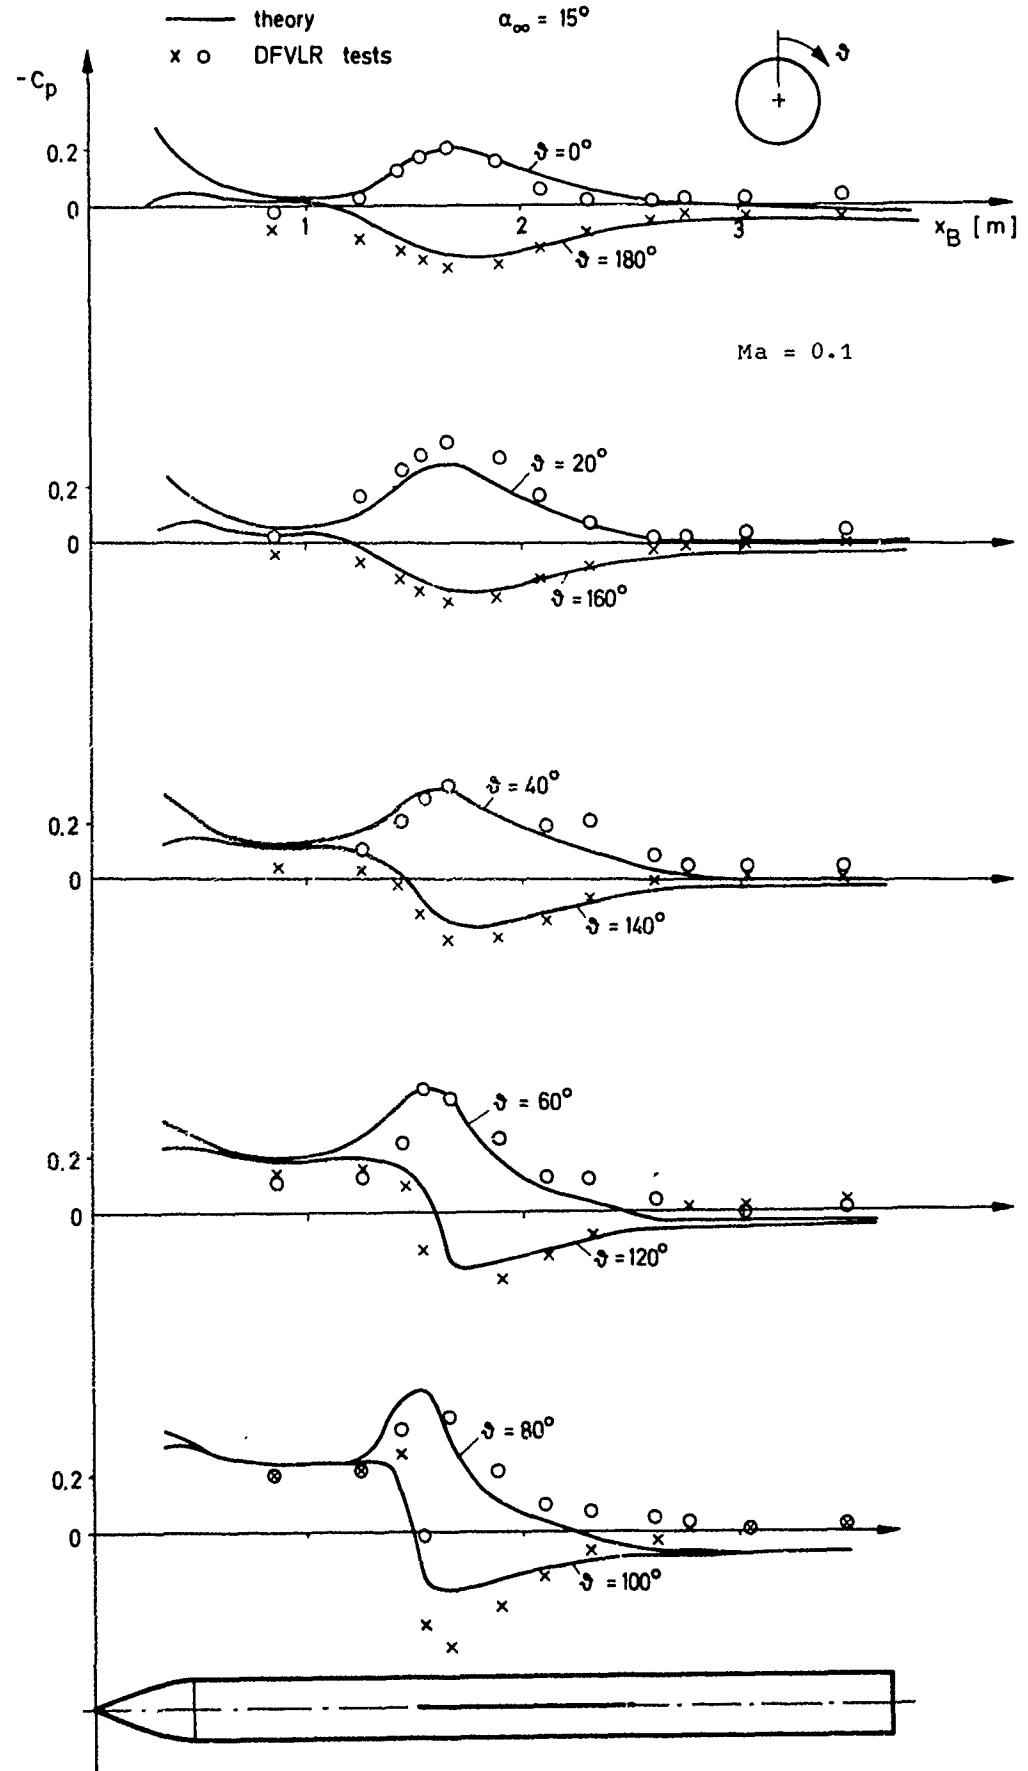 theory
α∞ = 15°
× ○ DFVLR tests
ϑ
-Cp
0.2
ϑ = 0°
0
1
2
3
xB [m]
ϑ = 180°
Ma = 0.1
ϑ = 20°
0,2
0
ϑ = 160°
ϑ = 40°
0.2
0
ϑ = 140°
ϑ = 60°
0.2
0
ϑ = 120°
ϑ = 80°
0,2
0
ϑ = 100°